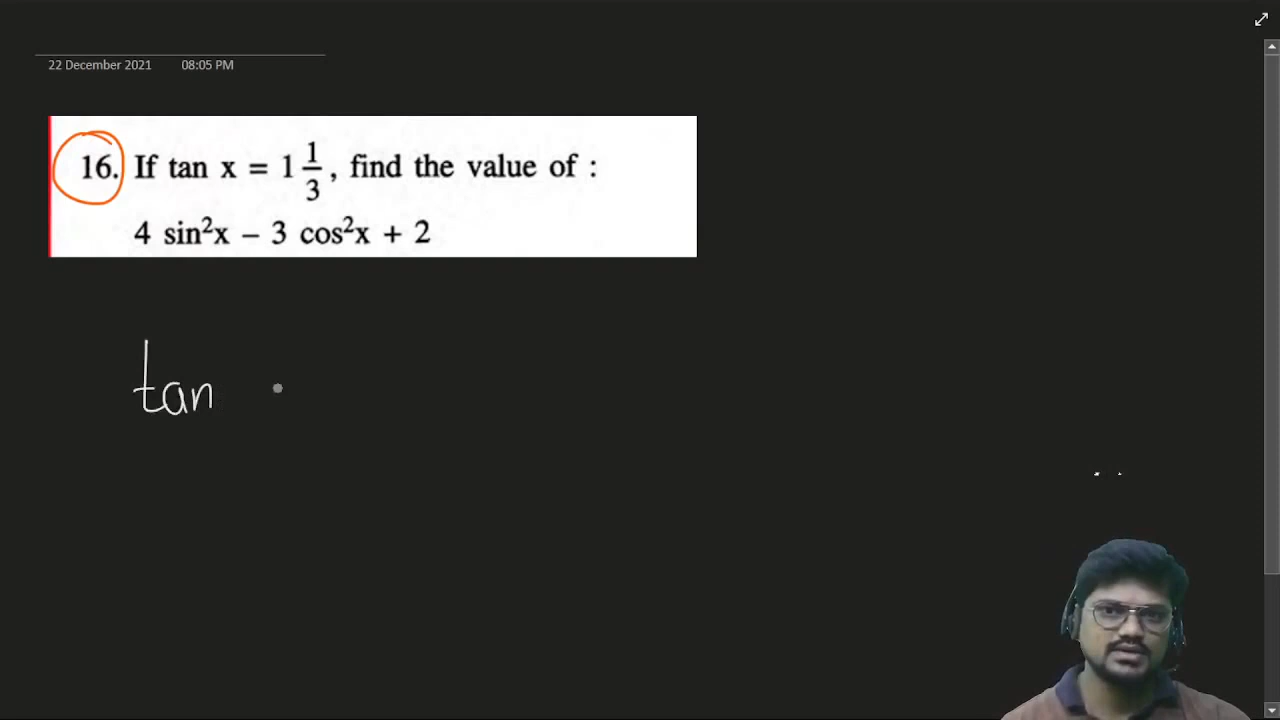 22 December 2021 08:05 PM
16. If tan x = 1 1/3, find the value of :
4 sin²x – 3 cos²x + 2
tan